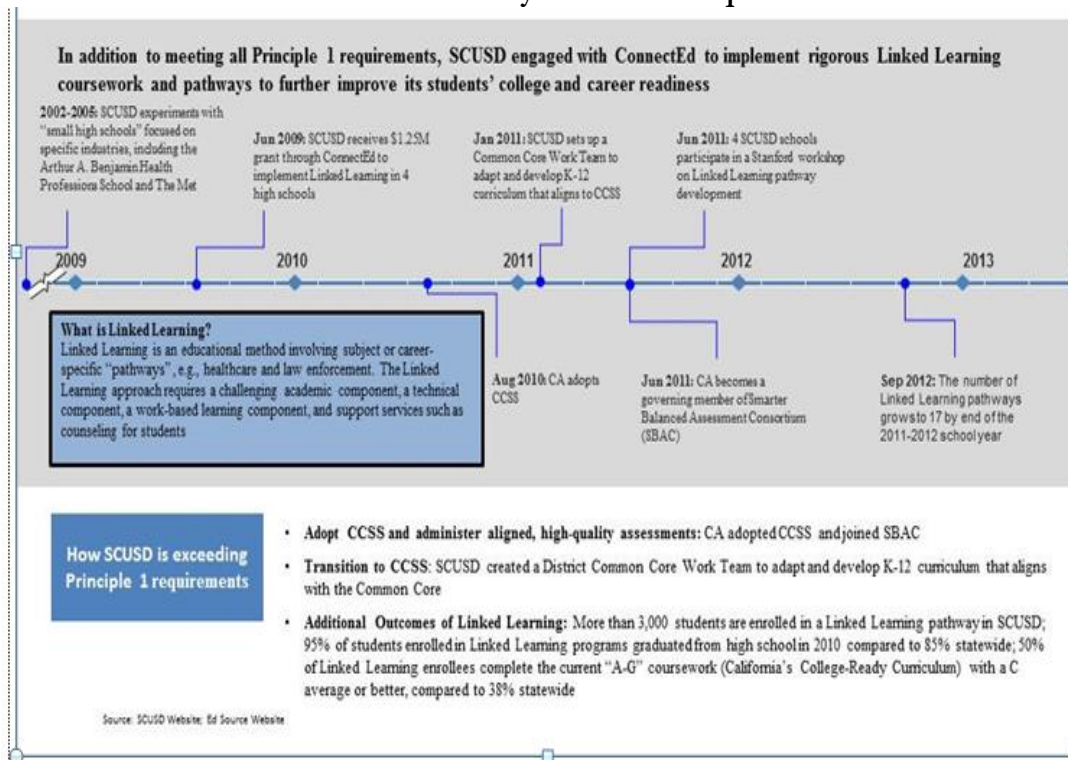 In addition to meeting all Principle 1 requirements, SCUSD engaged with ConnectEd to implement rigorous Linked Learning
coursework and pathways to further improve its students' college and career readiness
2002-2005: SCUSD experiments with
"small high schools" focused on
specific industries, including the
Arthur A. Benjamin Health
Professions School and The Met
Jun 2009: SCUSD receives $1.25M
grant through ConnectEd to
implement Linked Learning in 4
high schools
Jan 2011: SCUSD sets up a
Common Core Work Team to
adapt and develop K-12
curriculum that aligns to CCSS
Jun 2011: 4 SCUSD schools
participate in a Stanford workshop
on Linked Learning pathway
development
2009
2010
2011
2012
2013
What is Linked Learning?
Linked Learning is an educational method involving subject or career-
specific "pathways", e.g., healthcare and law enforcement. The Linked
Learning approach requires a challenging academic component, a technical
component, a work-based learning component, and support services such as
counseling for students
Aug 2010: CA adopts
CCSS
Jun 2011: CA becomes a
governing member of Smarter
Balanced Assessment Consortium
(SBAC)
Sep 2012: The number of
Linked Learning pathways
grows to 17 by end of the
2011-2012 school year
How SCUSD is exceeding
Principle 1 requirements
• Adopt CCSS and administer aligned, high-quality assessments: CA adopted CCSS and joined SBAC
• Transition to CCSS: SCUSD created a District Common Core Work Team to adapt and develop K-12 curriculum that aligns
with the Common Core
• Additional Outcomes of Linked Learning: More than 3,000 students are enrolled in a Linked Learning pathway in SCUSD;
95% of students enrolled in Linked Learning programs graduated from high school in 2010 compared to 85% statewide; 50%
of Linked Learning enrollees complete the current "A-G" coursework (California's College-Ready Curriculum) with a C
average or better, compared to 38% statewide
Source: SCUSD Website; Ed Source Website